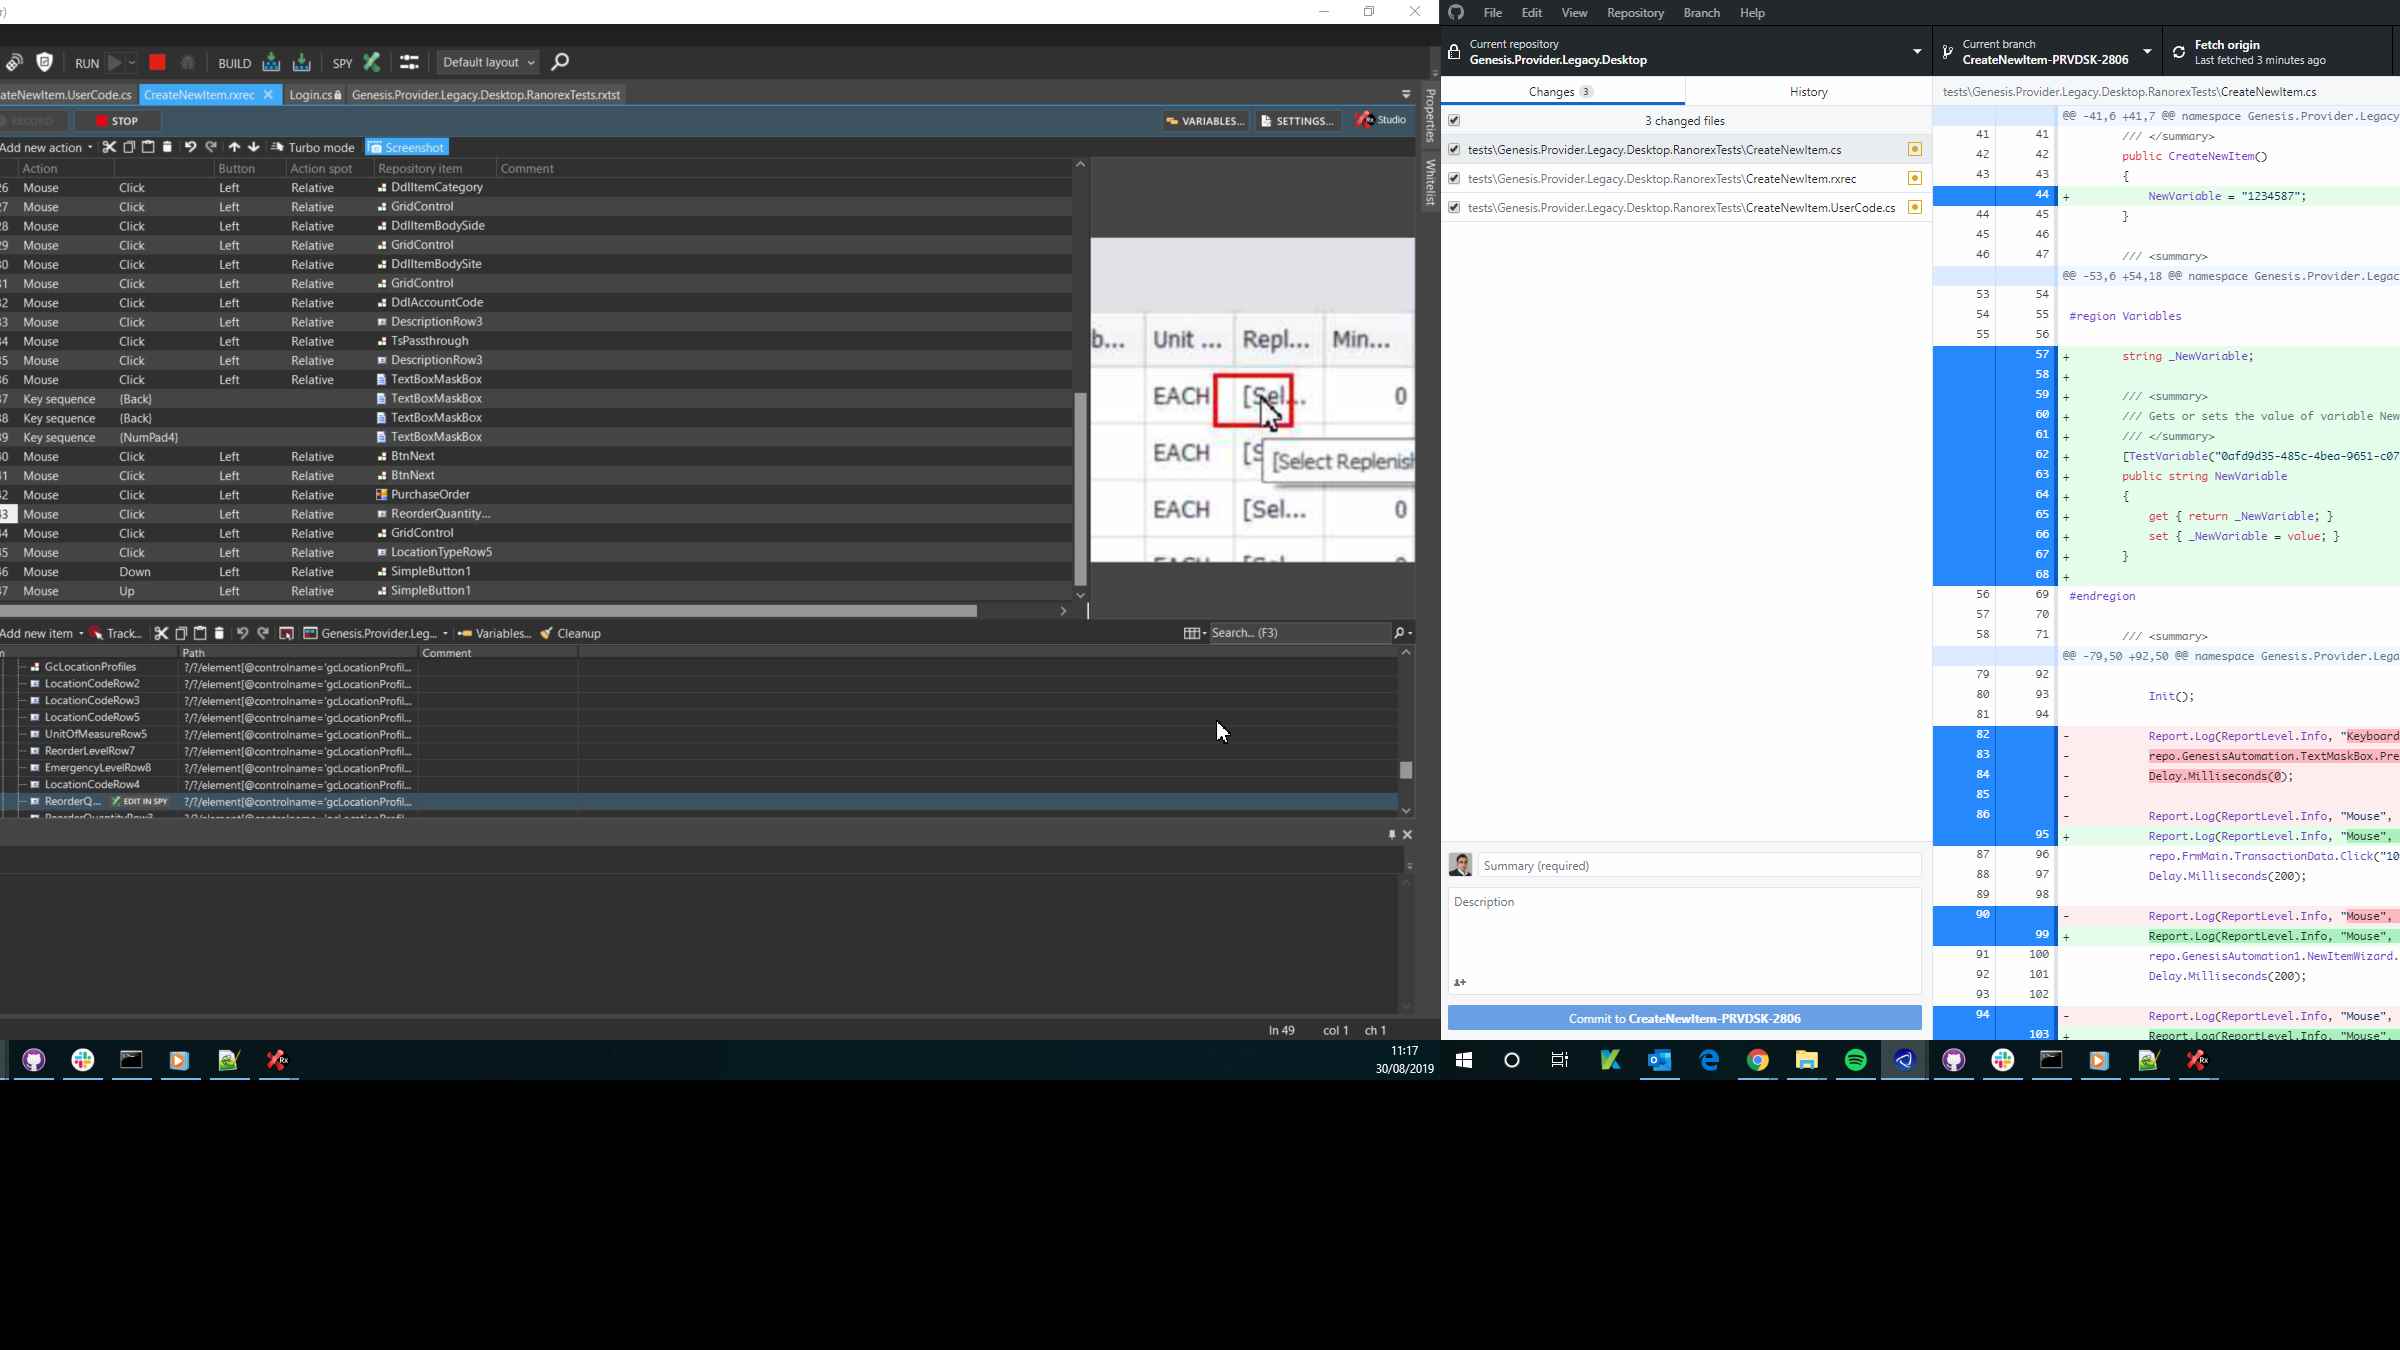 r)
RUN
BUILD
SPY
Default layout
ateNewItem.UserCode.cs
CreateNewItem.rxrec
Login.cs
Genesis.Provider.Legacy.Desktop.RanorexTests.rxtst
RECORD
STOP
VARIABLES...
SETTINGS...
Studio
Properties
Whitelist
Add new action
Turbo mode
Screenshot
Action Button Action spot Repository item Comment
26 Mouse Click Left Relative DdlItemCategory
27 Mouse Click Left Relative GridControl
28 Mouse Click Left Relative DdlItemBodySide
29 Mouse Click Left Relative GridControl
30 Mouse Click Left Relative DdlItemBodySite
31 Mouse Click Left Relative GridControl
32 Mouse Click Left Relative DdlAccountCode
33 Mouse Click Left Relative DescriptionRow3
34 Mouse Click Left Relative TsPassthrough
35 Mouse Click Left Relative DescriptionRow3
36 Mouse Click Left Relative TextBoxMaskBox
37 Key sequence {Back} TextBoxMaskBox
38 Key sequence {Back} TextBoxMaskBox
39 Key sequence {NumPad4} TextBoxMaskBox
40 Mouse Click Left Relative BtnNext
41 Mouse Click Left Relative BtnNext
42 Mouse Click Left Relative PurchaseOrder
43 Mouse Click Left Relative ReorderQuantity...
44 Mouse Click Left Relative GridControl
45 Mouse Click Left Relative LocationTypeRow5
46 Mouse Down Left Relative SimpleButton1
47 Mouse Up Left Relative SimpleButton1
b... Unit ... Repl... Min...
EACH [Sel... 0
EACH [S
[Select Replenish
EACH [Sel... 0
Add new item
Track...
Genesis.Provider.Leg...
Variables...
Cleanup
Search... (F3)
Path Comment
GcLocationProfiles ?/?/element[@controlname='gcLocationProfil...
LocationCodeRow2 ?/?/element[@controlname='gcLocationProfil...
LocationCodeRow3 ?/?/element[@controlname='gcLocationProfil...
LocationCodeRow5 ?/?/element[@controlname='gcLocationProfil...
UnitOfMeasureRow5 ?/?/element[@controlname='gcLocationProfil...
ReorderLevelRow7 ?/?/element[@controlname='gcLocationProfil...
EmergencyLevelRow8 ?/?/element[@controlname='gcLocationProfil...
LocationCodeRow4 ?/?/element[@controlname='gcLocationProfil...
ReorderQ... EDIT IN SPY ?/?/element[@controlname='gcLocationProfil...
ReorderQuantityRow3 ?/?/element[@controlname='gcLocationProfil...
ln 49 col 1 ch 1
11:17
30/08/2019
File Edit View Repository Branch Help
Current repository
Genesis.Provider.Legacy.Desktop
Current branch
CreateNewItem-PRVDSK-2806
Fetch origin
Last fetched 3 minutes ago
Changes 3
History
3 changed files
tests\Genesis.Provider.Legacy.Desktop.RanorexTests\CreateNewItem.cs
tests\Genesis.Provider.Legacy.Desktop.RanorexTests\CreateNewItem.rxrec
tests\Genesis.Provider.Legacy.Desktop.RanorexTests\CreateNewItem.UserCode.cs
Summary (required)
Description
Commit to CreateNewItem-PRVDSK-2806
tests\Genesis.Provider.Legacy.Desktop.RanorexTests\CreateNewItem.cs
@@ -41,6 +41,7 @@ namespace Genesis.Provider.Legacy
41 41 /// </summary>
42 42 public CreateNewItem()
43 43 {
44 + NewVariable = "1234587";
44 45 }
45 46
46 47 /// <summary>
@@ -53,6 +54,18 @@ namespace Genesis.Provider.Legac
53 54
54 55 #region Variables
55 56
57 + string _NewVariable;
58 +
59 + /// <summary>
60 + /// Gets or sets the value of variable New
61 + /// </summary>
62 + [TestVariable("0afd9d35-485c-4bea-9651-c07
63 + public string NewVariable
64 + {
65 + get { return _NewVariable; }
66 + set { _NewVariable = value; }
67 + }
68 +
56 69 #endregion
57 70
58 71 /// <summary>
@@ -79,50 +92,50 @@ namespace Genesis.Provider.Lega
79 92
80 93 Init();
81 94
82 - Report.Log(ReportLevel.Info, "Keyboard
83 - repo.GenesisAutomation.TextMaskBox.Pre
84 - Delay.Milliseconds(0);
85 -
86 - Report.Log(ReportLevel.Info, "Mouse",
95 + Report.Log(ReportLevel.Info, "Mouse",
87 96 repo.FrmMain.TransactionData.Click("10
88 97 Delay.Milliseconds(200);
89 98
90 - Report.Log(ReportLevel.Info, "Mouse",
99 + Report.Log(ReportLevel.Info, "Mouse",
91 100 repo.GenesisAutomation1.NewItemWizard.
92 101 Delay.Milliseconds(200);
93 102
94 - Report.Log(ReportLevel.Info, "Mouse",
103 + Report.Log(ReportLevel.Info, "Mouse",